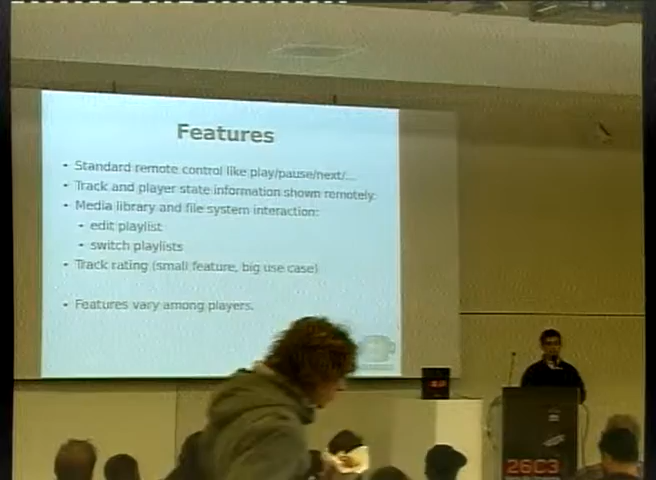 Features
• Standard remote control like play/pause/next/...
• Track and player state information shown remotely
• Media library and file system interaction:
• edit playlist
• switch playlists
• Track rating (small feature, big use case)
• Features vary among players.
26C3